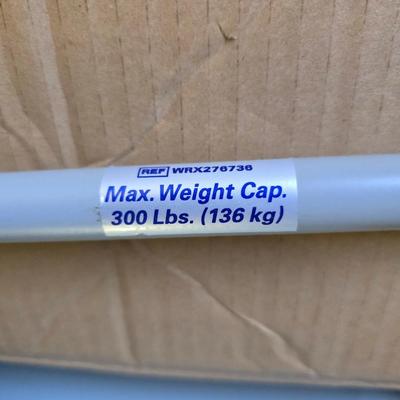 REF WRX276736
Max. Weight Cap.
300 Lbs. (136 kg)